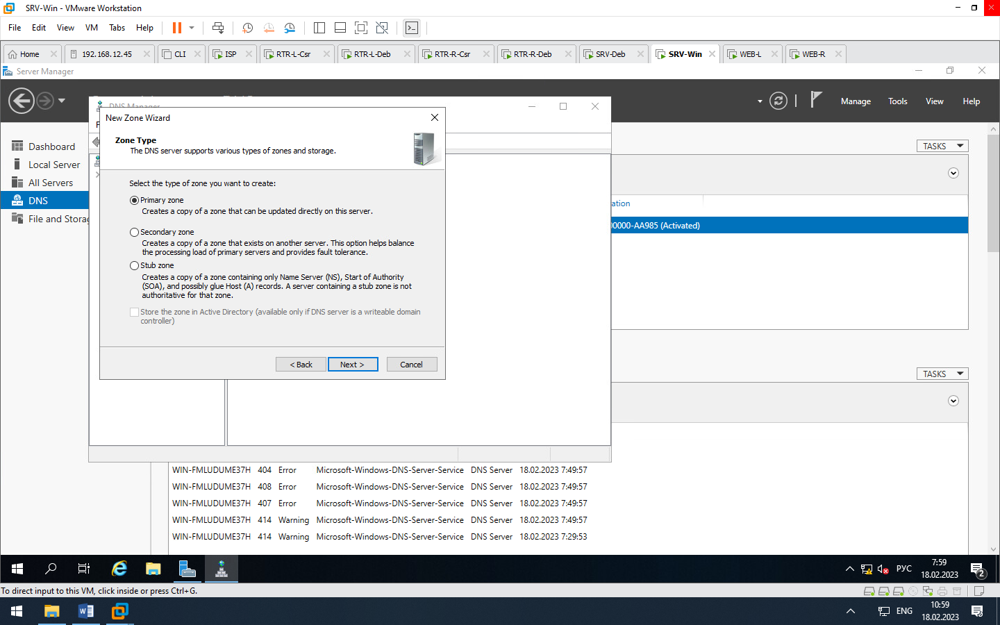 SRV-Win - VMware Workstation
File Edit View VM Tabs Help
Home 192.168.12.45 CLI ISP RTR-L-Csr RTR-L-Deb RTR-R-Csr RTR-R-Deb SRV-Deb SRV-Win WEB-L WEB-R
Server Manager
Manage Tools View Help
DNS Manager
New Zone Wizard
Zone Type
The DNS server supports various types of zones and storage.
Dashboard
Local Server
All Servers
DNS
File and Storag
TASKS
Select the type of zone you want to create:
Primary zone
Creates a copy of a zone that can be updated directly on this server.
Secondary zone
Creates a copy of a zone that exists on another server. This option helps balance
the processing load of primary servers and provides fault tolerance.
Stub zone
Creates a copy of a zone containing only Name Server (NS), Start of Authority
(SOA), and possibly glue Host (A) records. A server containing a stub zone is not
authoritative for that zone.
Store the zone in Active Directory (available only if DNS server is a writeable domain
controller)
< Back Next > Cancel
ation
00000-AA985 (Activated)
TASKS
WIN-FMLUDUME37H 404 Error Microsoft-Windows-DNS-Server-Service DNS Server 18.02.2023 7:49:57
WIN-FMLUDUME37H 408 Error Microsoft-Windows-DNS-Server-Service DNS Server 18.02.2023 7:49:57
WIN-FMLUDUME37H 407 Error Microsoft-Windows-DNS-Server-Service DNS Server 18.02.2023 7:49:57
WIN-FMLUDUME37H 414 Warning Microsoft-Windows-DNS-Server-Service DNS Server 18.02.2023 7:49:57
WIN-FMLUDUME37H 414 Warning Microsoft-Windows-DNS-Server-Service DNS Server 18.02.2023 7:29:53
РУС
7:59
18.02.2023
2
To direct input to this VM, click inside or press Ctrl+G.
ENG
10:59
18.02.2023